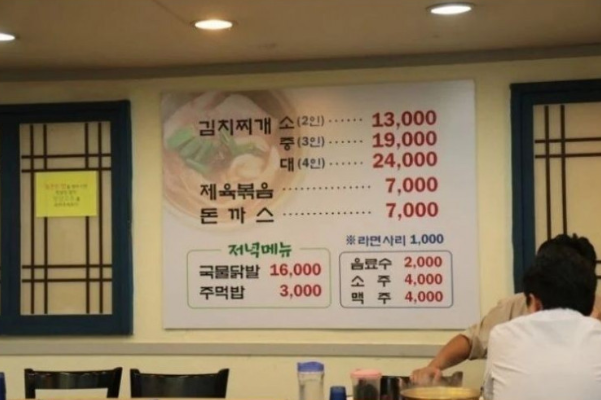 김치찌개 소 (2인) ······ 13,000
중 (3인) ······ 19,000
대 (4인) ······ 24,000
제육볶음 ················ 7,000
돈까스 ················ 7,000
※라면사리 1,000
저녁메뉴
국물닭발 16,000
주먹밥 3,000
음료수 2,000
소주 4,000
맥주 4,000